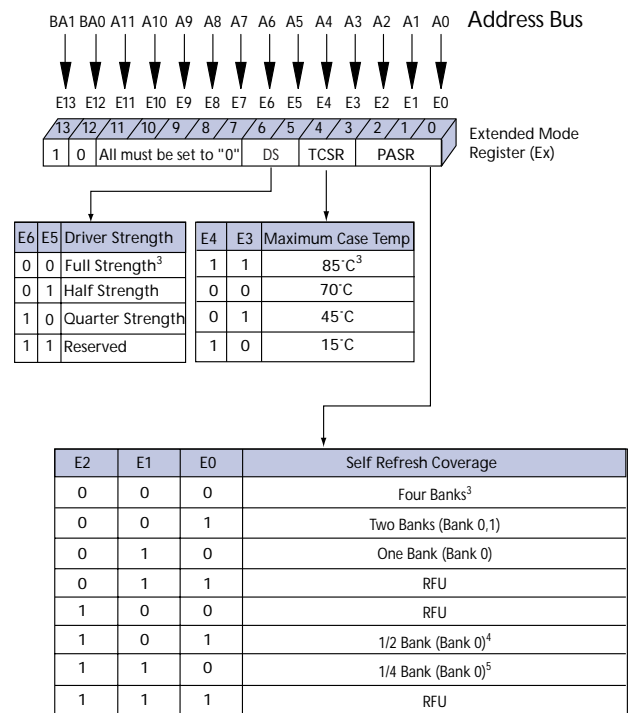 BA1 BA0 A11 A10 A9 A8 A7 A6 A5 A4 A3 A2 A1 A0 Address Bus
E13 E12 E11 E10 E9 E8 E7 E6 E5 E4 E3 E2 E1 E0
13 12 11 10 9 8 7 6 5 4 3 2 1 0
Extended Mode
Register (Ex)
1 0 All must be set to "0" DS TCSR PASR
E6 E5 Driver Strength
0 0 Full Strength³
0 1 Half Strength
1 0 Quarter Strength
1 1 Reserved
E4 E3 Maximum Case Temp
1 1 85°C³
0 0 70°C
0 1 45°C
1 0 15°C
E2 E1 E0 Self Refresh Coverage
0 0 0 Four Banks³
0 0 1 Two Banks (Bank 0,1)
0 1 0 One Bank (Bank 0)
0 1 1 RFU
1 0 0 RFU
1 0 1 1/2 Bank (Bank 0)⁴
1 1 0 1/4 Bank (Bank 0)⁵
1 1 1 RFU